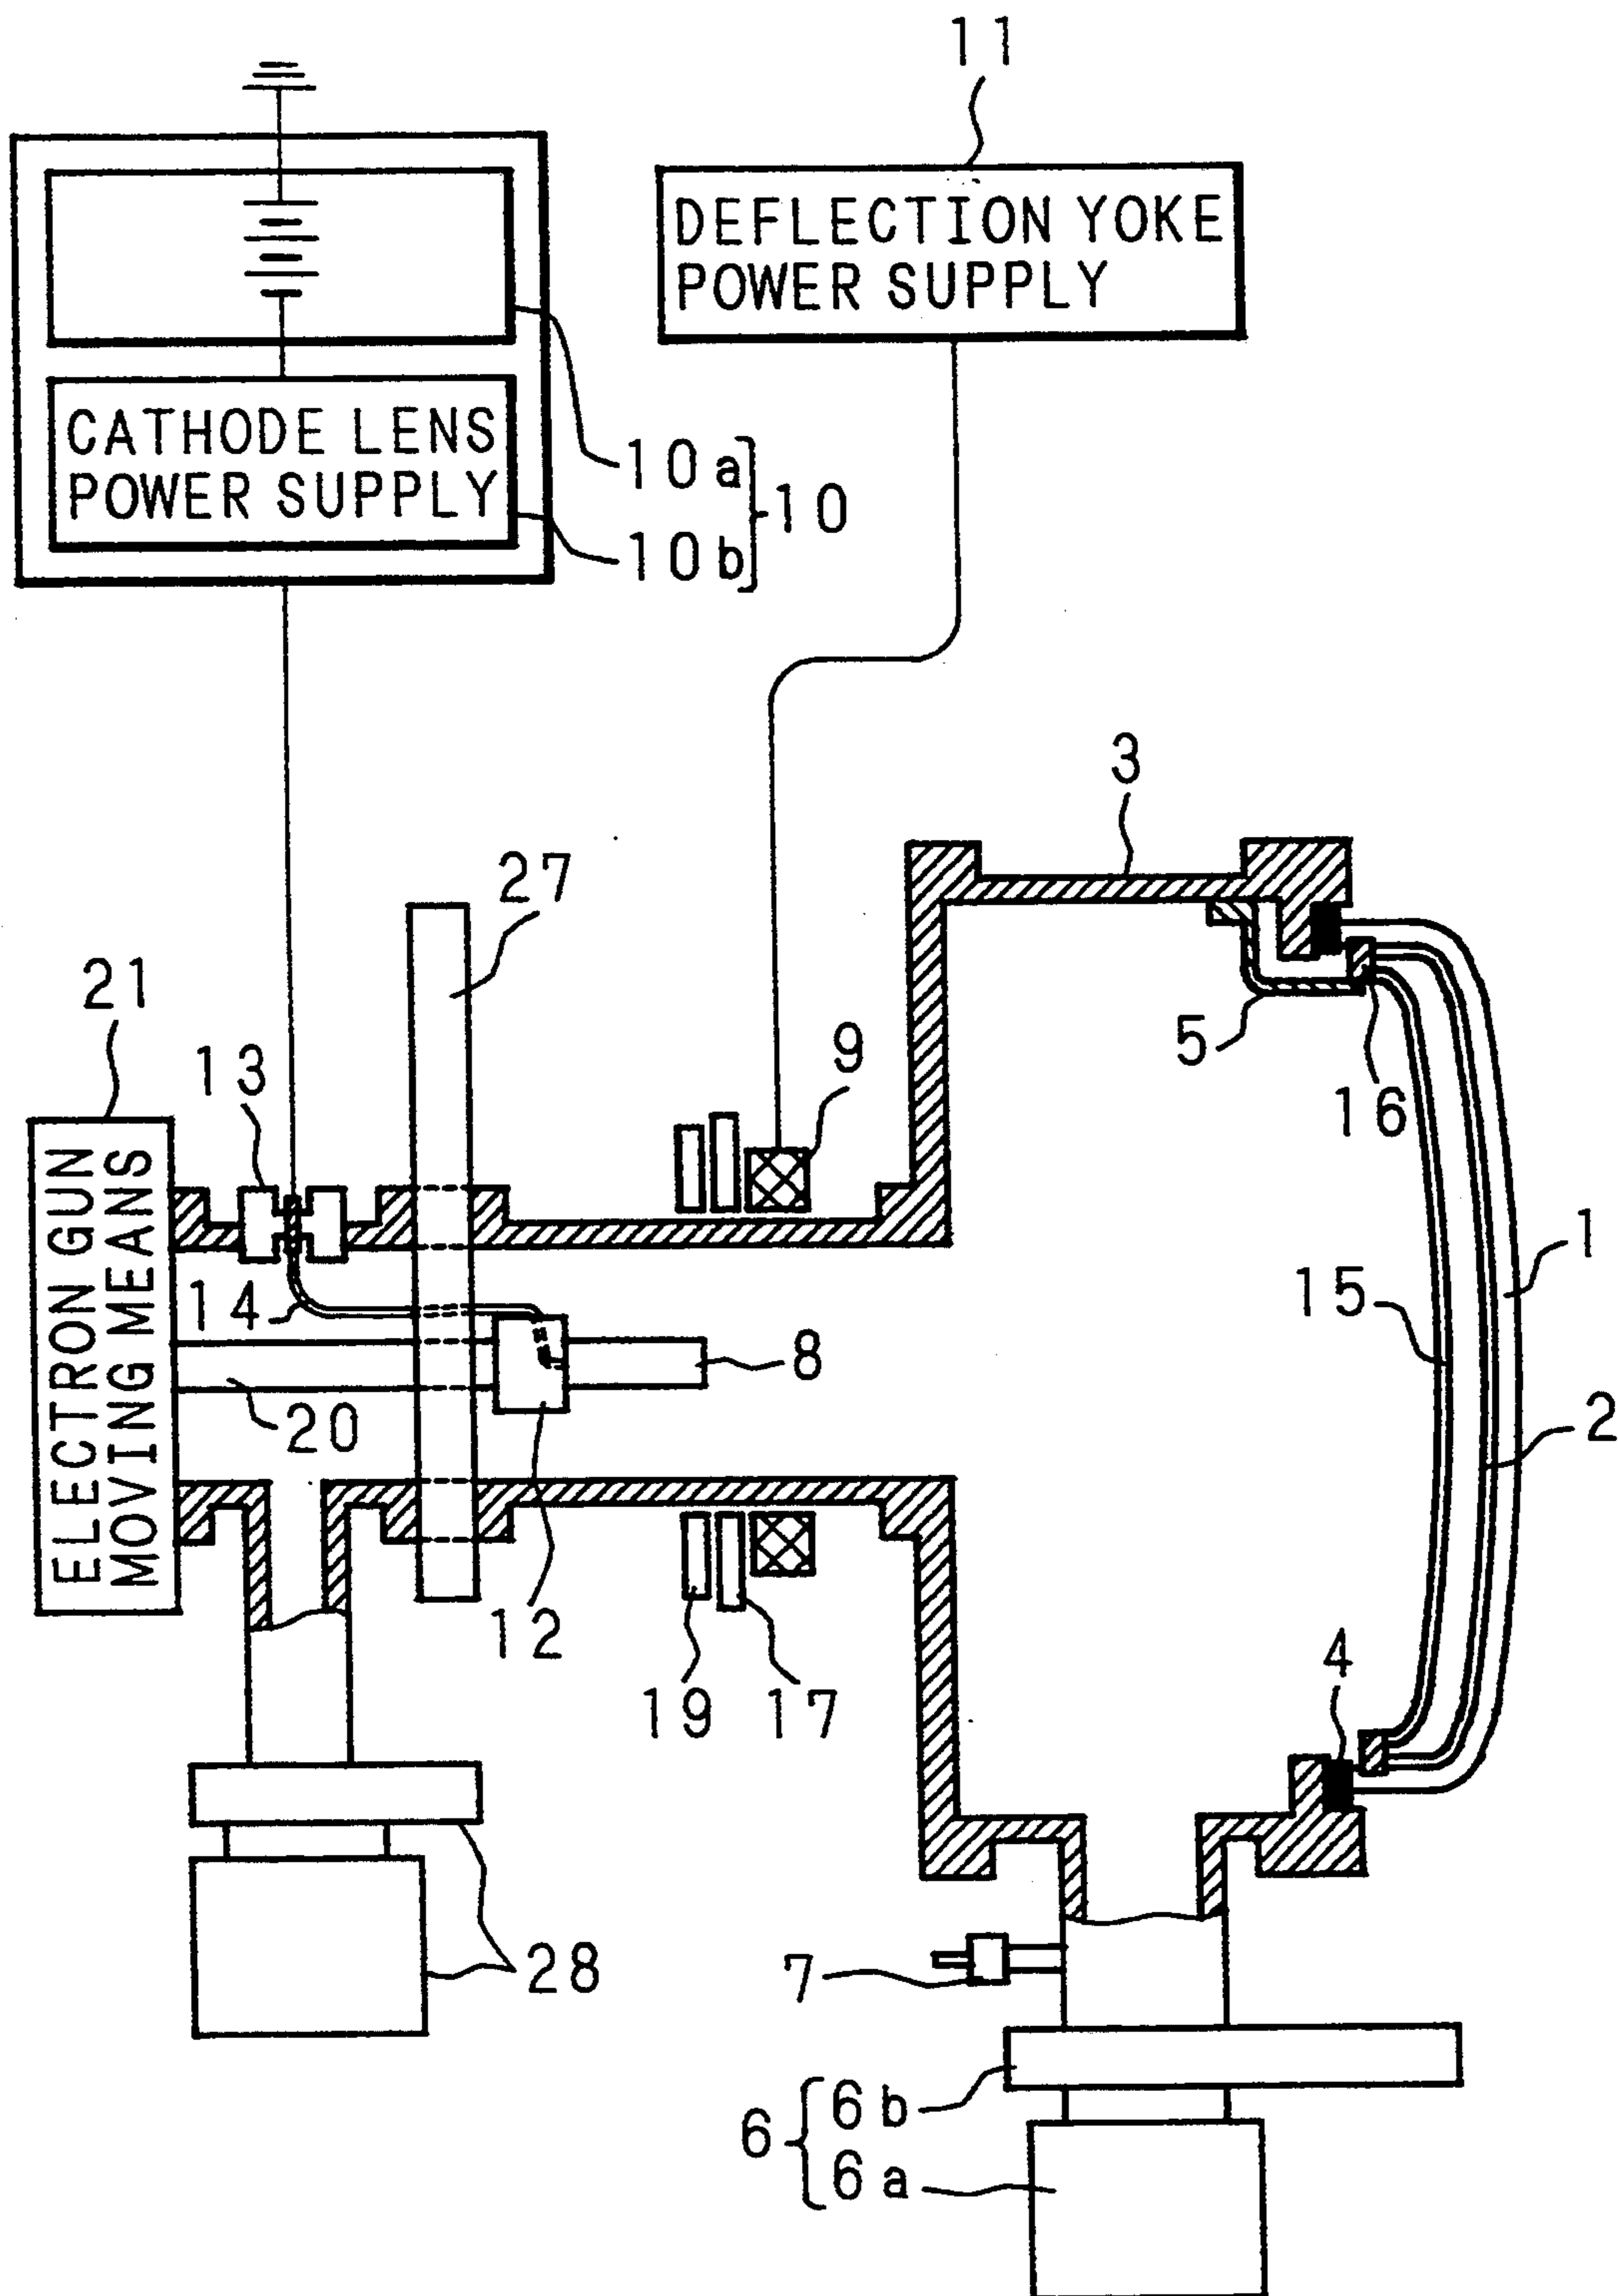 11
DEFLECTION YOKE
POWER SUPPLY
CATHODE LENS
POWER SUPPLY
10a
10b
10
3
27
21
13
9
5
16
ELECTRON GUN
MOVING MEANS
14
20
8
15
1
2
12
19
17
4
28
7
6
6b
6a